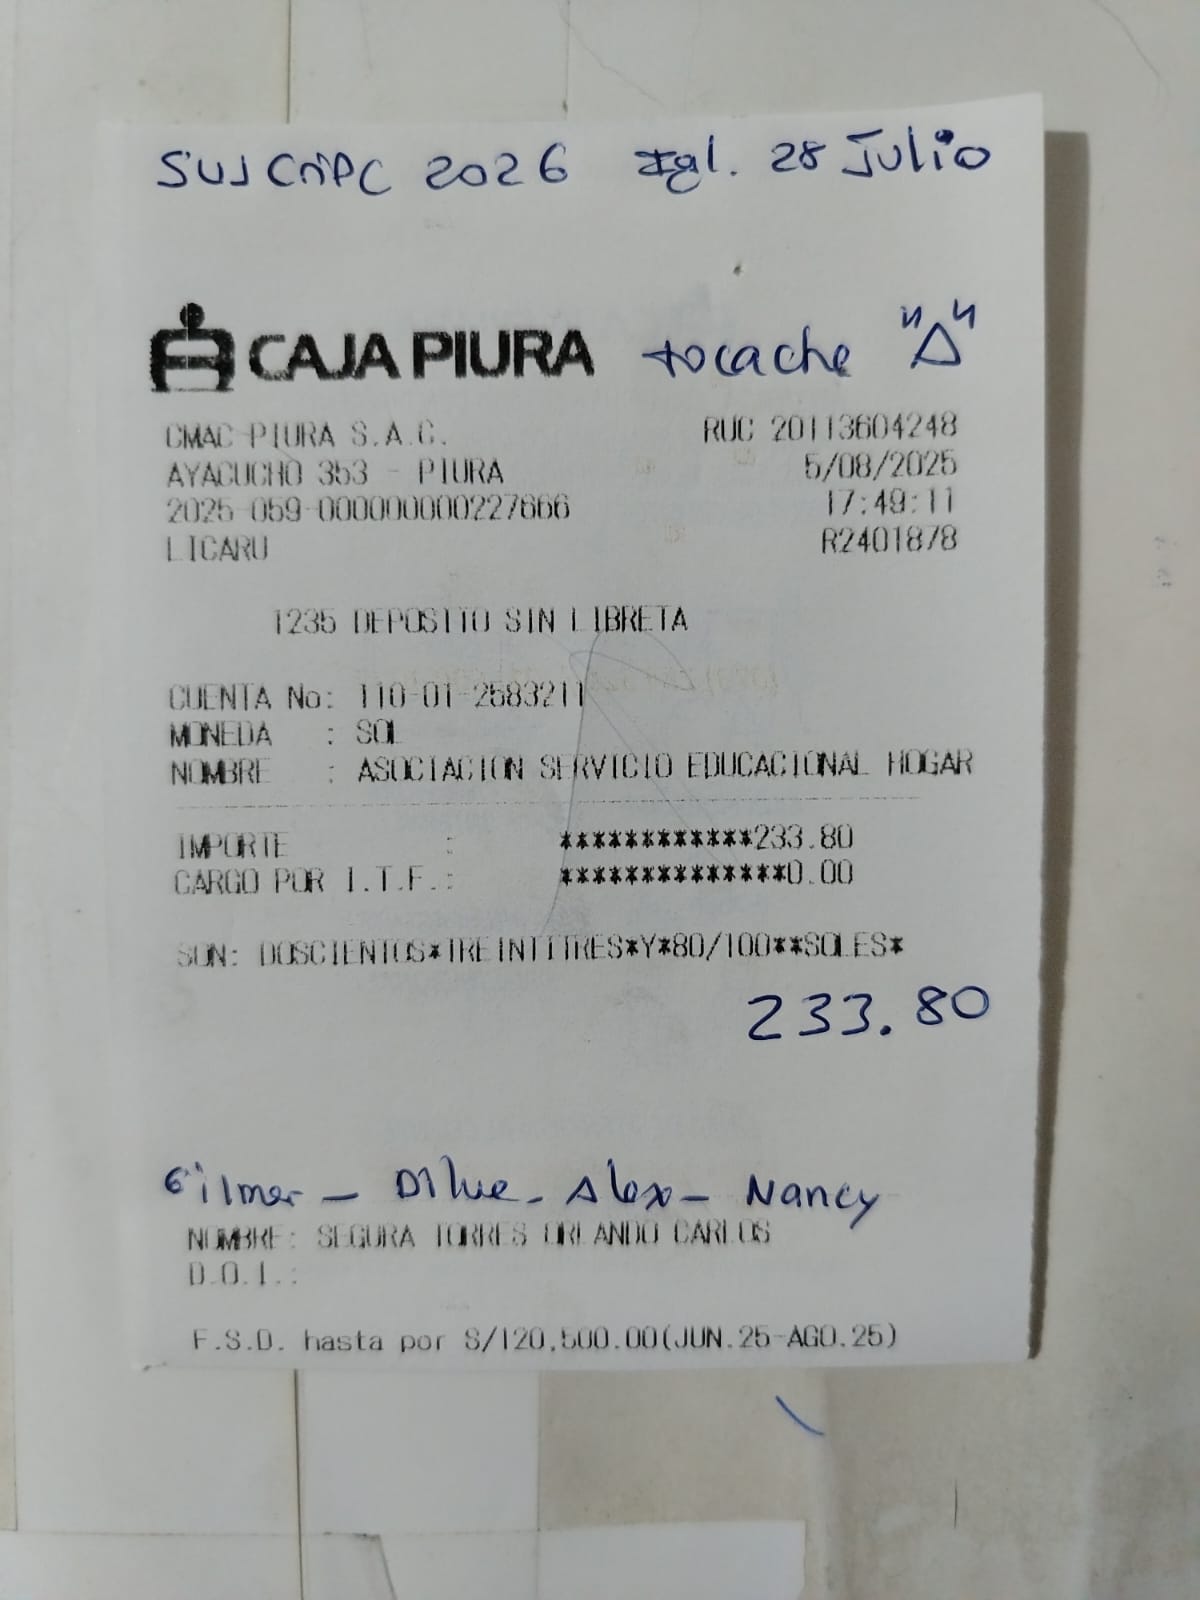 SUSCRIPC 2026 Igl. 28 Julio
CAJA PIURA tocache "A"
CMAC PIURA S.A.C. RUC 20113604248
AYACUCHO 353 - PIURA 5/08/2025
2025-059-000000000227666 17:49:11
LICARU R2401878
1235 DEPOSITO SIN LIBRETA
CUENTA No: 110-01-2583211
MONEDA : SOL
NOMBRE : ASOCIACION SERVICIO EDUCACIONAL HOGAR
IMPORTE : ************233.80
CARGO POR I.T.F.: **************0.00
SON: DOSCIENTOS*TREINTITRES*Y*80/100**SOLES*
233.80
Gilmer - - Alex - Nancy
NOMBRE: SEGURA TORRES ORLANDO CARLOS
D.O.I.:
F.S.D. hasta por S/120,500.00(JUN.25-AGO.25)